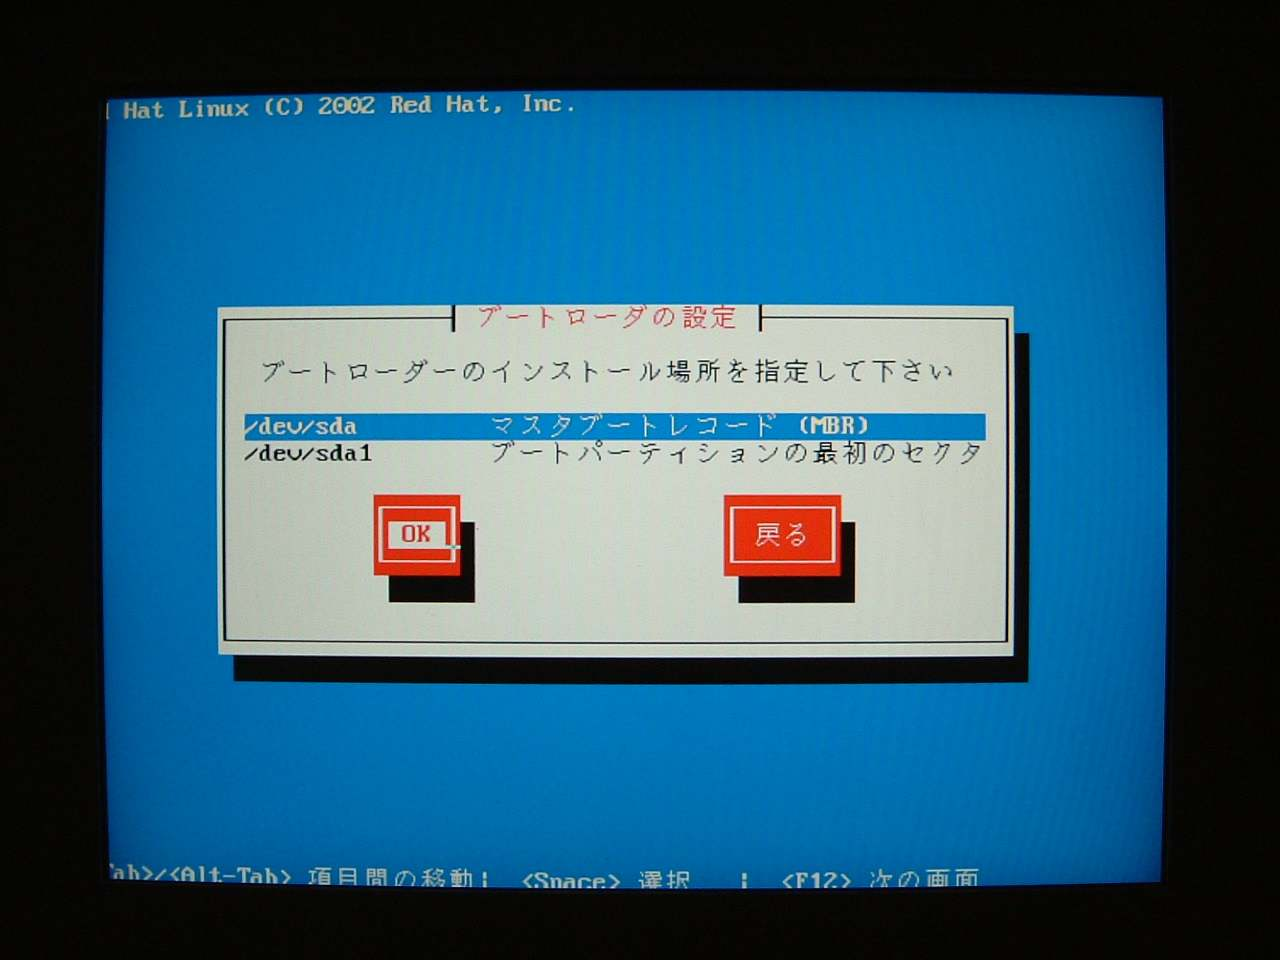 Hat Linux (C) 2002 Red Hat, Inc.
ブートローダの設定
ブートローダーのインストール場所を指定して下さい
/dev/sda マスタブートレコード (MBR)
/dev/sda1 ブートパーティションの最初のセクタ
OK 戻る
Tab>/<Alt-Tab> 項目間の移動| <Space> 選択 | <F12> 次の画面